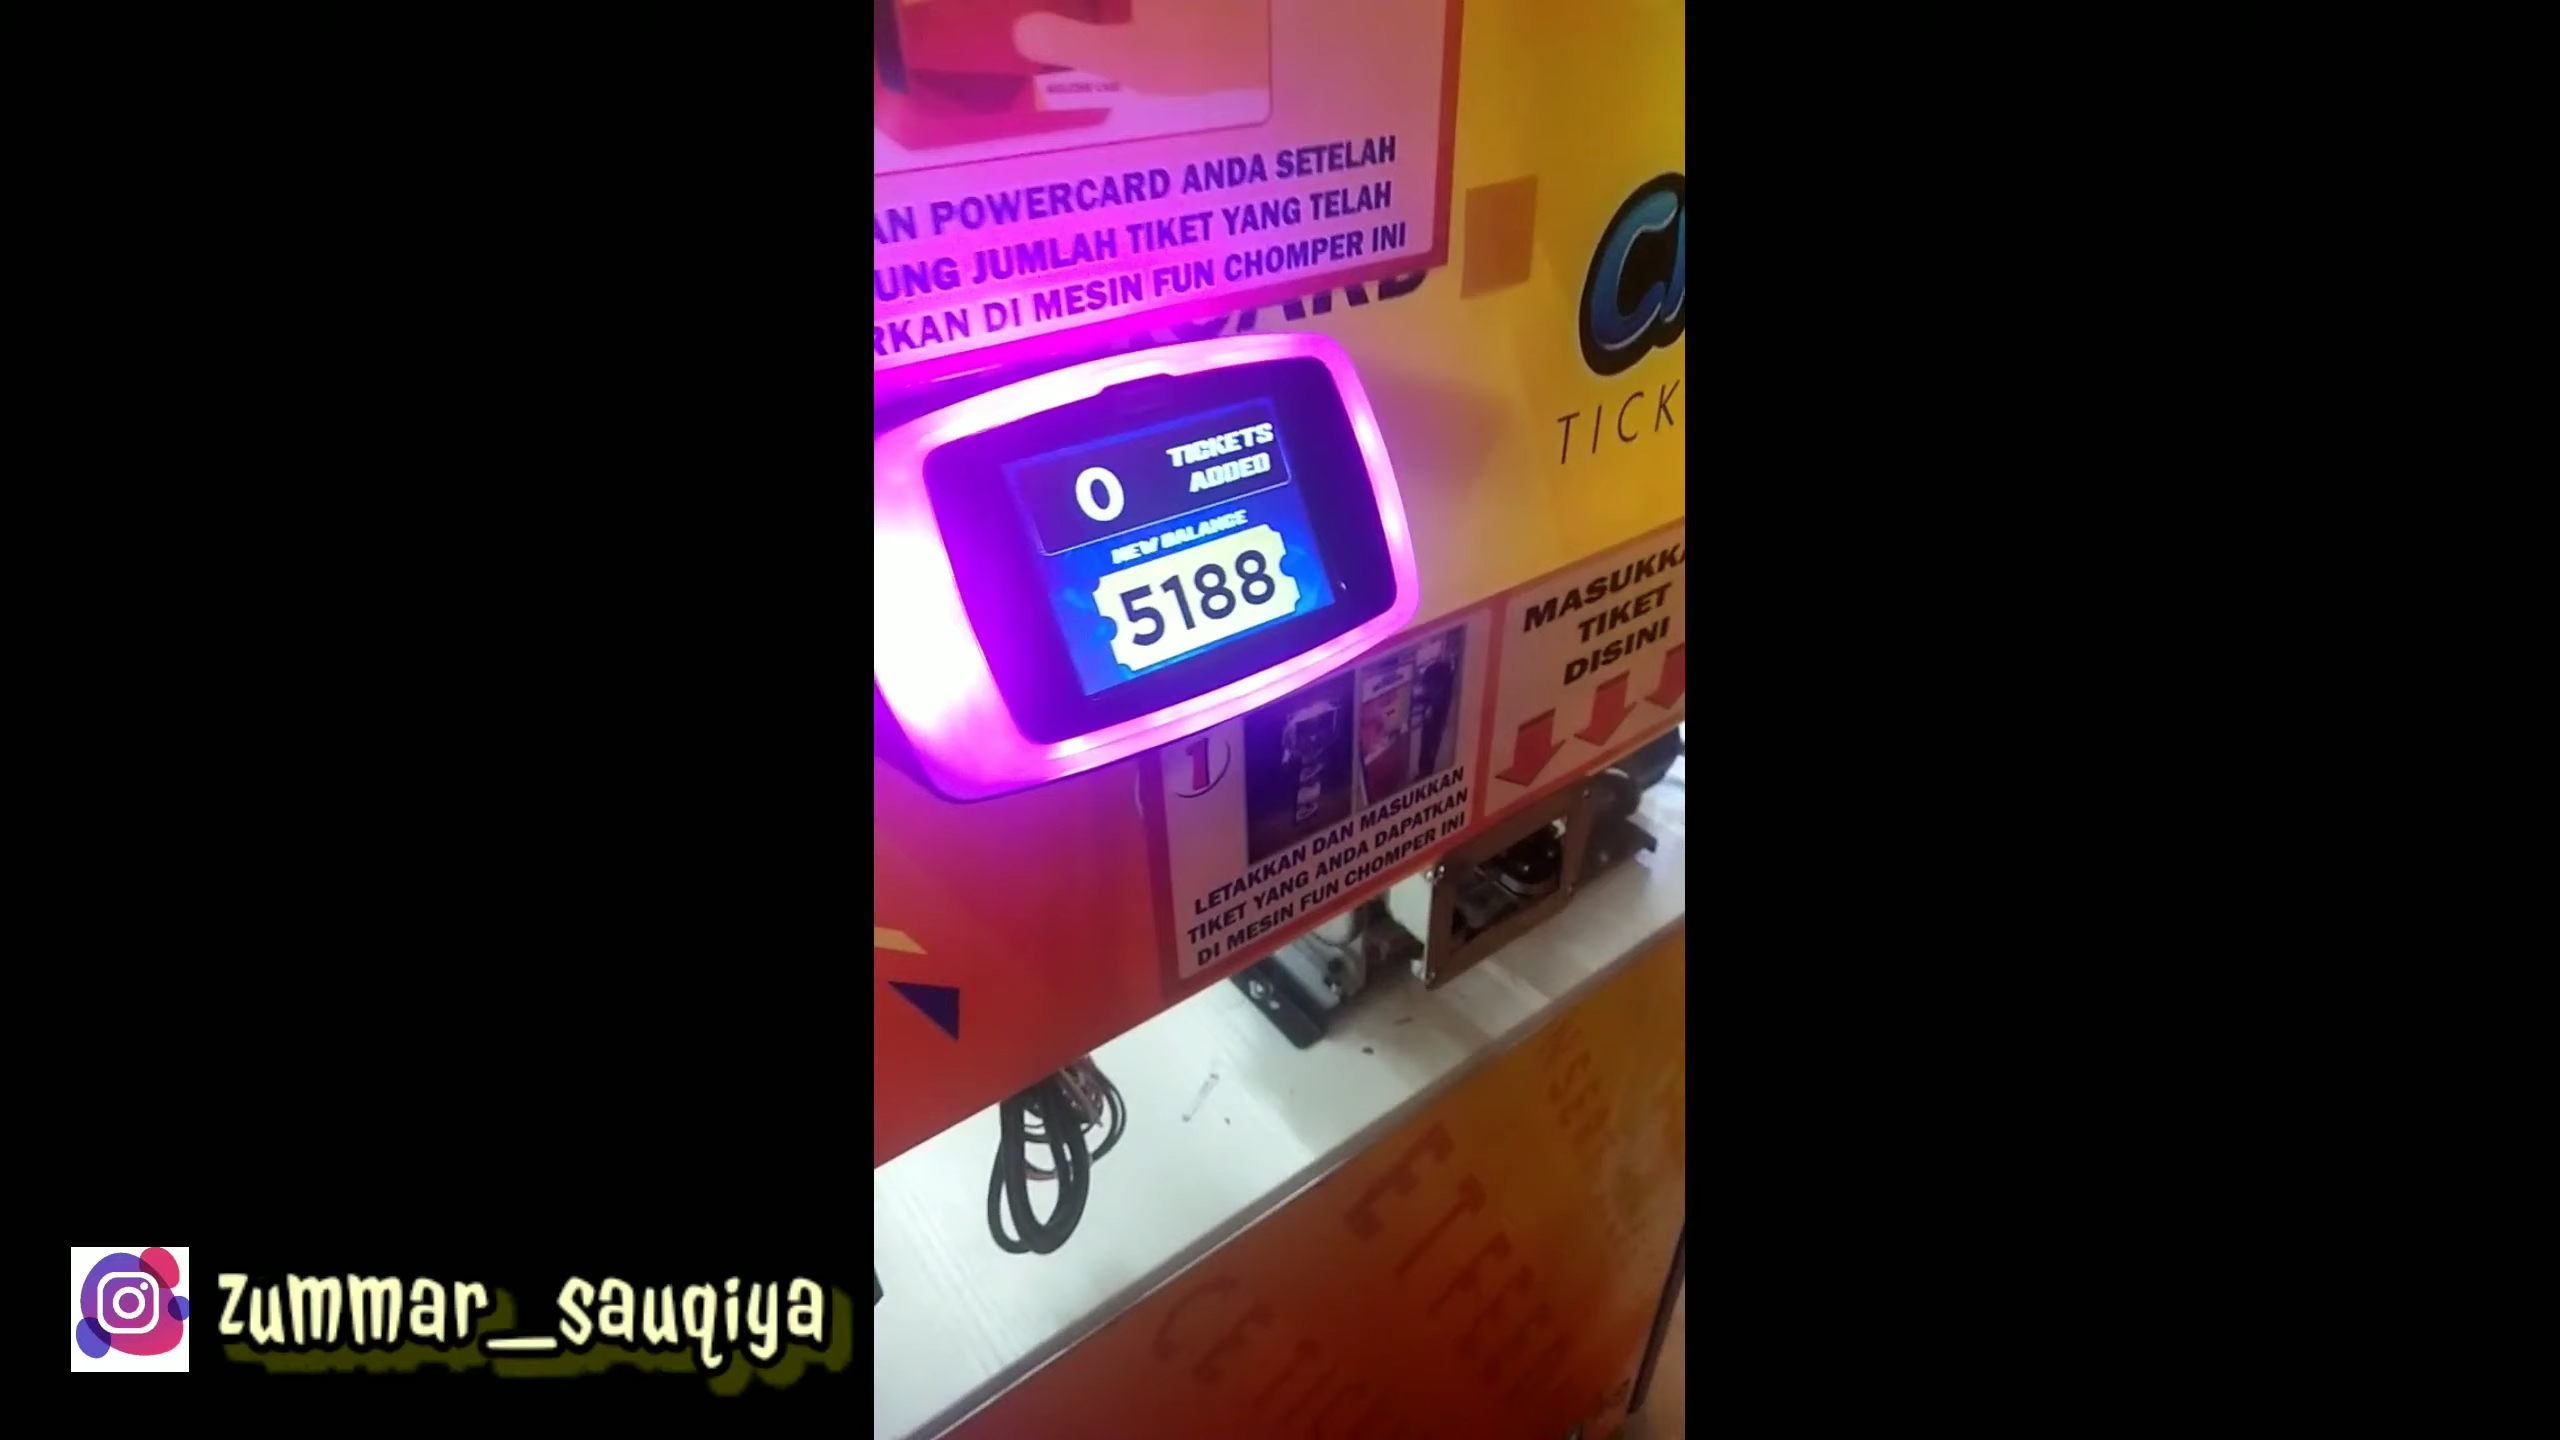 AN POWERCARD ANDA SETELAH
UNG JUMLAH TIKET YANG TELAH
RKAN DI MESIN FUN CHOMPER INI
TICK
0
TICKETS
ADDED
NEW BALANCE
5188
MASUKKA
TIKET
DISINI
1
LETAKKAN DAN MASUKKAN
TIKET YANG ANDA DAPATKAN
DI MESIN FUN CHOMPER INI
zummar_sauqiya